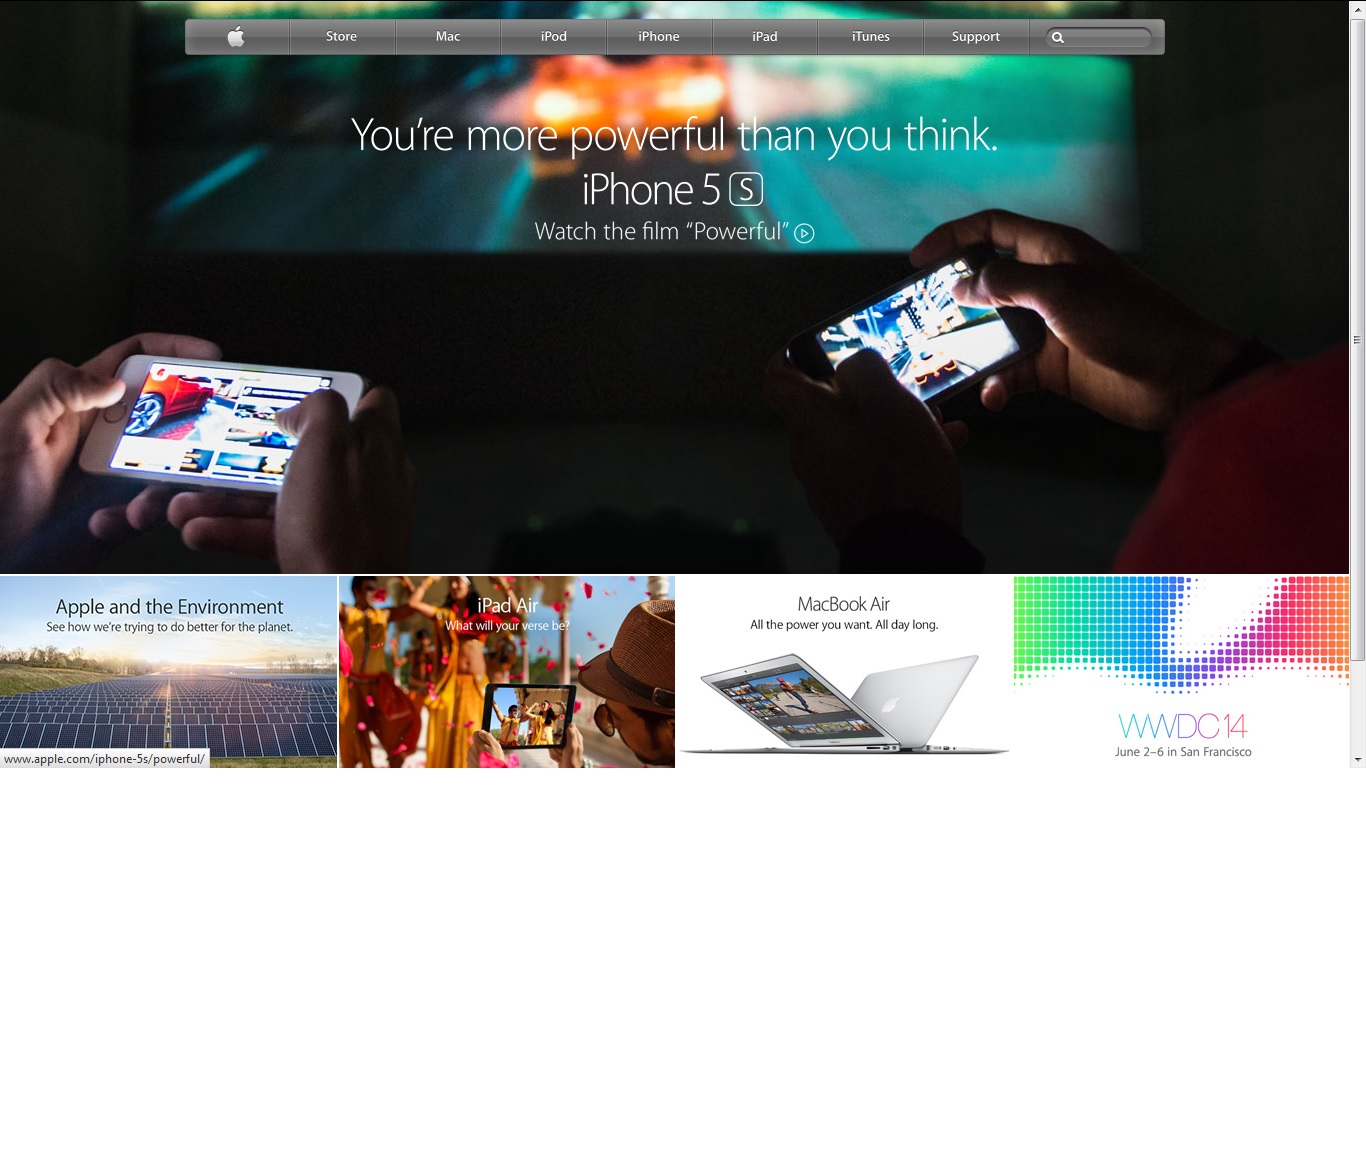 Store
Mac
iPod
iPhone
iPad
iTunes
Support
You're more powerful than you think.
iPhone 5 S
Watch the film “Powerful”
Apple and the Environment
See how we're trying to do better for the planet.
iPad Air
What will your verse be?
MacBook Air
All the power you want. All day long.
WWDC14
June 2–6 in San Francisco
www.apple.com/iphone-5s/powerful/